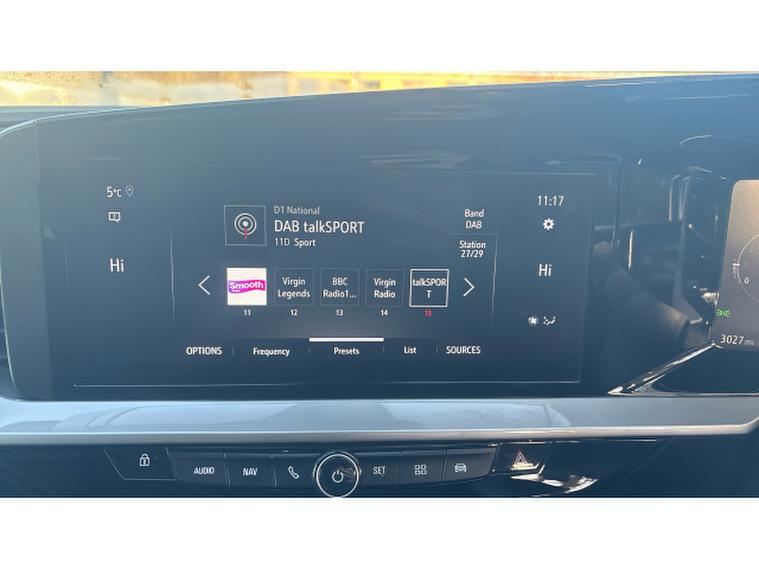 5°C
Hi
D1 National
DAB talkSPORT
11D Sport
Band
DAB
Station
27/29
11:17
Hi
Smooth
11
Virgin
Legends
12
BBC
Radio1...
13
Virgin
Radio
14
talkSPOR
T
15
OPTIONS
Frequency
Presets
List
SOURCES
0
3027 mi
AUDIO
NAV
SET